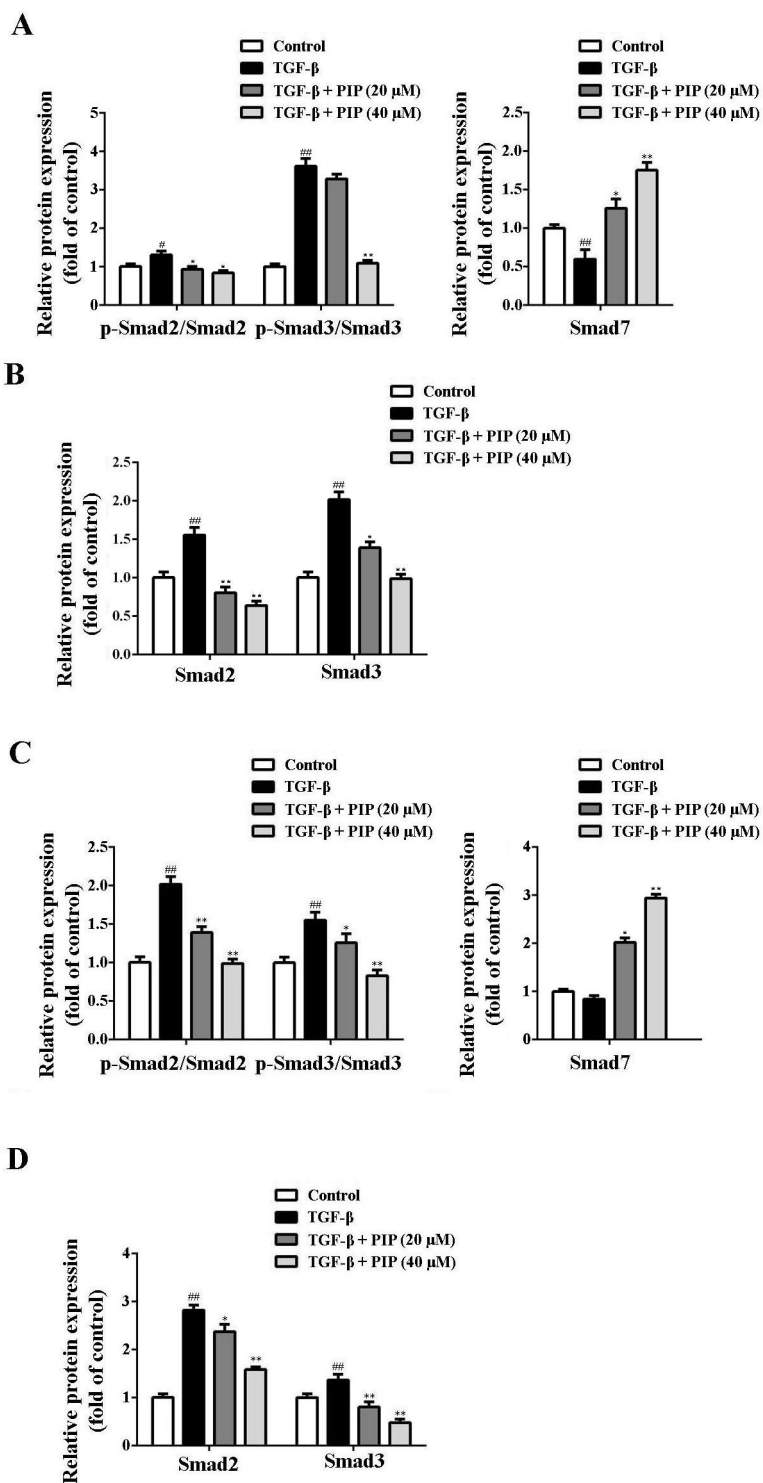 A
Control
TGF-β
TGF-β + PIP (20 μM)
TGF-β + PIP (40 μM)
Relative protein expression
(fold of control)
5
4
3
2
1
0
#
*
*
##
**
p-Smad2/Smad2
p-Smad3/Smad3
Control
TGF-β
TGF-β + PIP (20 μM)
TGF-β + PIP (40 μM)
Relative protein expression
(fold of control)
2.5
2.0
1.5
1.0
0.5
0.0
##
*
**
Smad7
B
Control
TGF-β
TGF-β + PIP (20 μM)
TGF-β + PIP (40 μM)
Relative protein expression
(fold of control)
2.5
2.0
1.5
1.0
0.5
0.0
##
**
**
##
*
**
Smad2
Smad3
C
Control
TGF-β
TGF-β + PIP (20 μM)
TGF-β + PIP (40 μM)
Relative protein expression
(fold of control)
2.5
2.0
1.5
1.0
0.5
0.0
##
**
**
##
*
**
p-Smad2/Smad2
p-Smad3/Smad3
Control
TGF-β
TGF-β + PIP (20 μM)
TGF-β + PIP (40 μM)
Relative protein expression
(fold of control)
4
3
2
1
0
*
**
Smad7
D
Control
TGF-β
TGF-β + PIP (20 μM)
TGF-β + PIP (40 μM)
Relative protein expression
(fold of control)
4
3
2
1
0
##
*
**
##
**
**
Smad2
Smad3